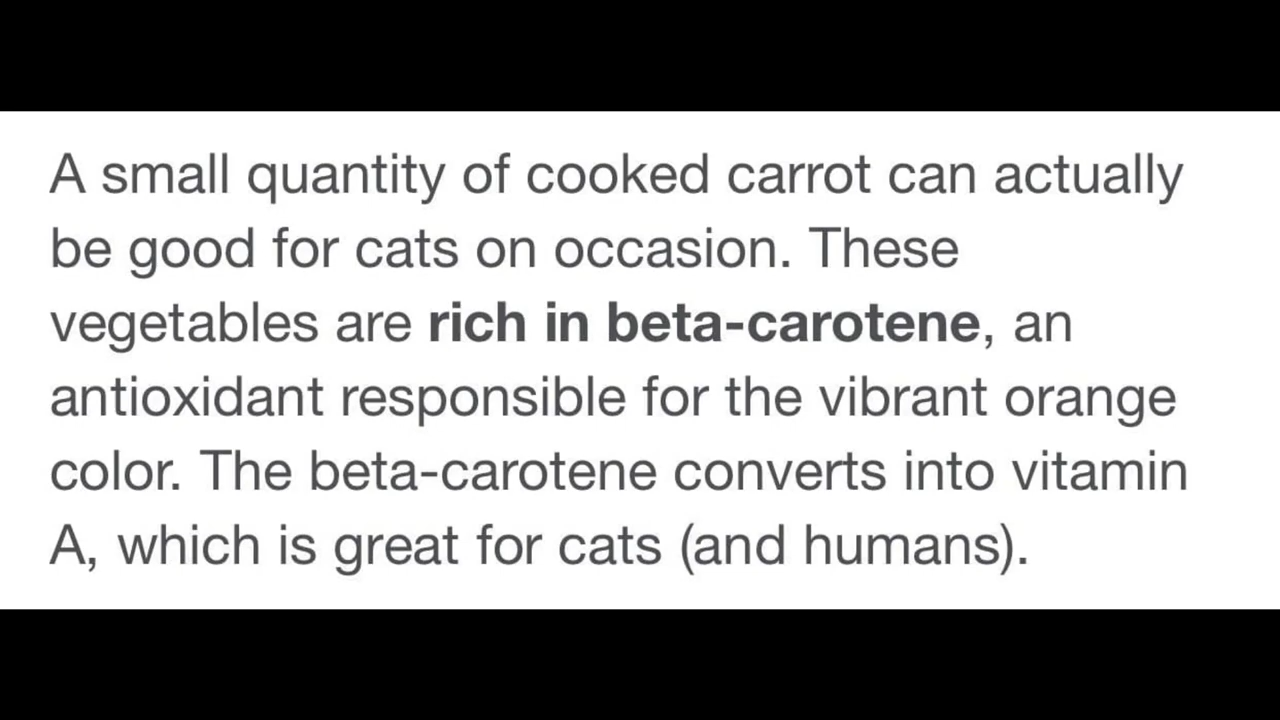 A small quantity of cooked carrot can actually
be good for cats on occasion. These
vegetables are rich in beta-carotene, an
antioxidant responsible for the vibrant orange
color. The beta-carotene converts into vitamin
A, which is great for cats (and humans).